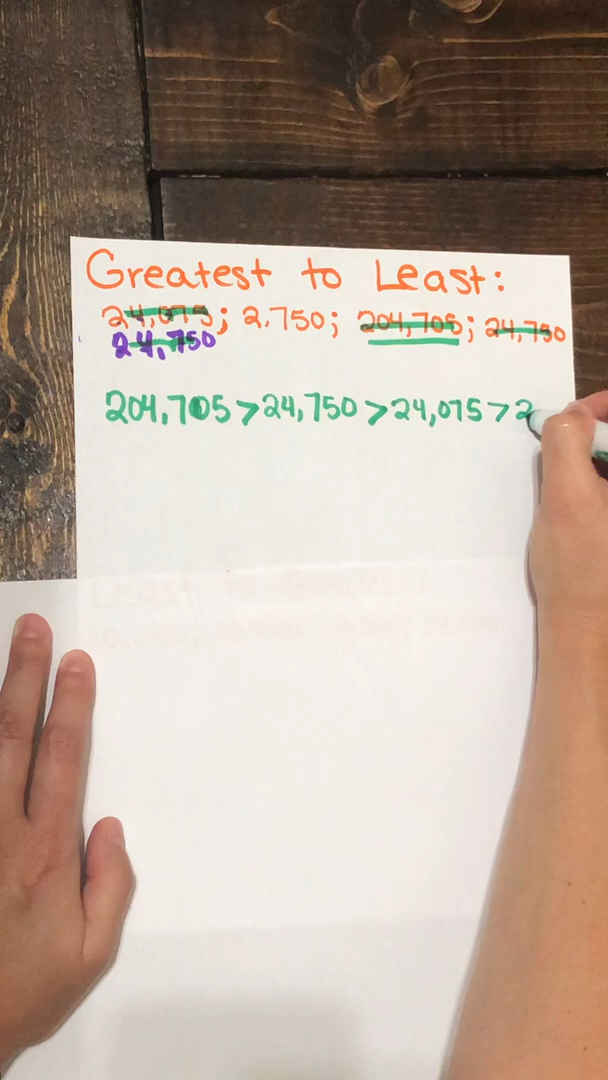 Greatest to Least:
24,075; 2,750; 204,705; 24,750
24,750
204,705 > 24,750 > 24,075 > 2